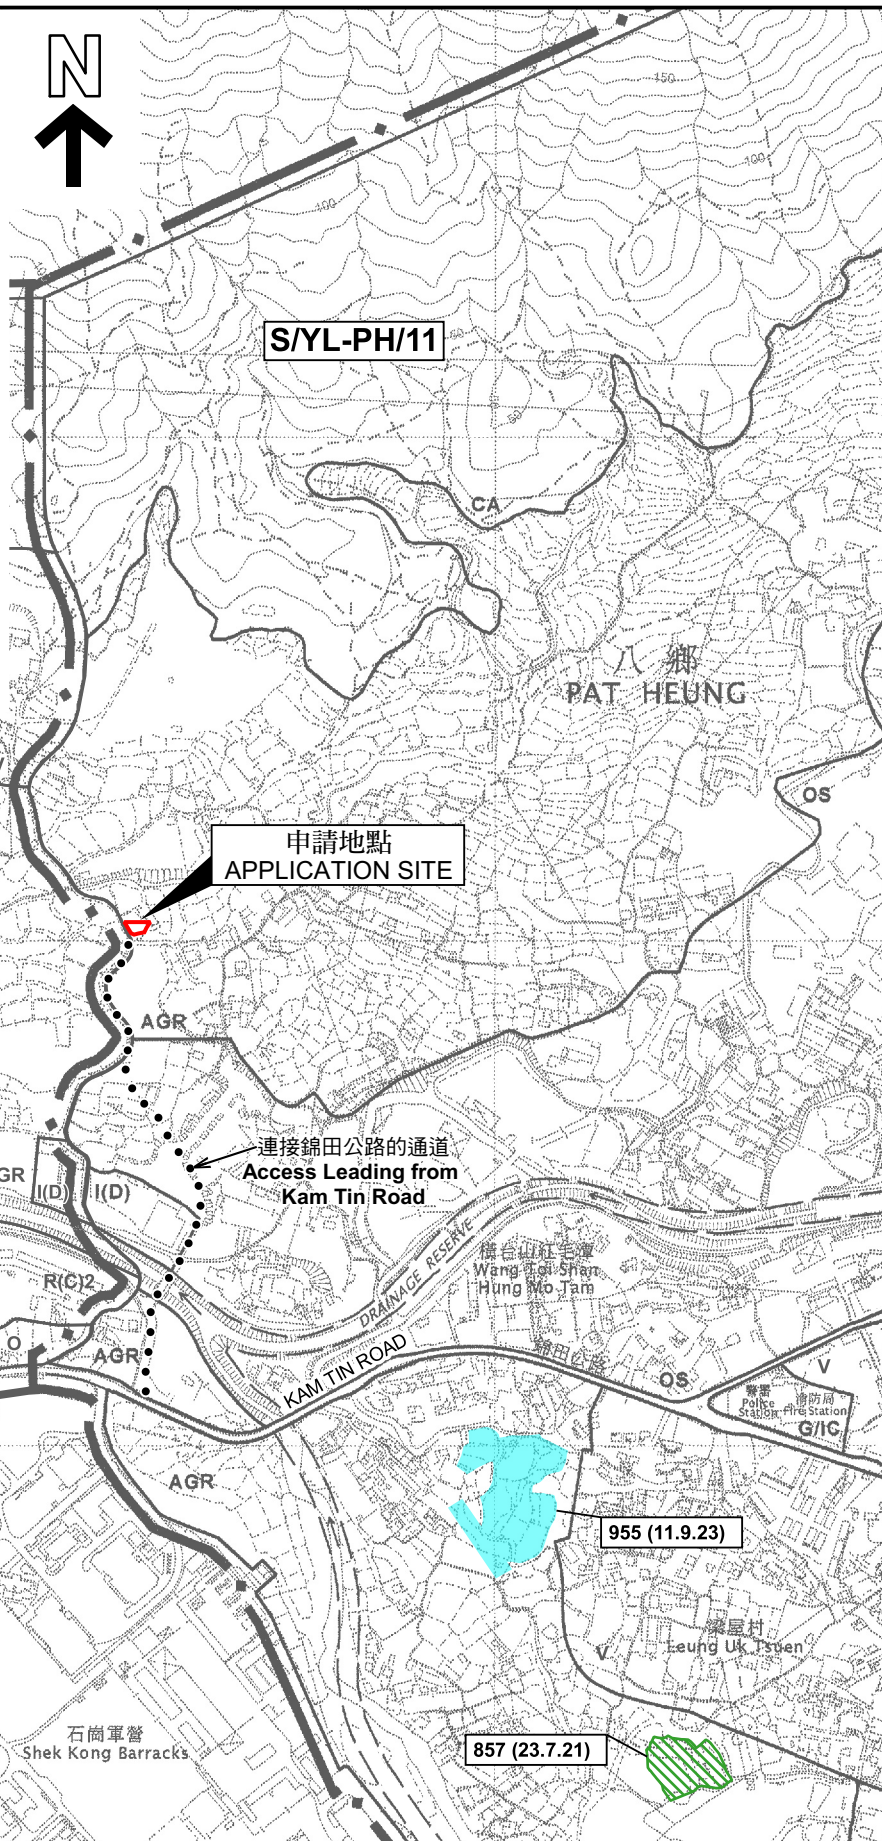 N
150
100
100
S/YL-PH/11
50
CA
八 鄉
PAT HEUNG
OS
申請地點
APPLICATION SITE
AGR
連接錦田公路的通道
Access Leading from
Kam Tin Road
GR
I(D)
I(D)
DRAINAGE RESERVE
橫台山紅毛潭
Wang Toi Shan
Hung Mo Tam
R(C)2
O
AGR
KAM TIN ROAD
錦田公路
OS
V
警署
Police
Station
消防局
Fire Station
G/IC
AGR
955 (11.9.23)
梁屋村
Leung Uk Tsuen
V
石崗軍營
Shek Kong Barracks
857 (23.7.21)